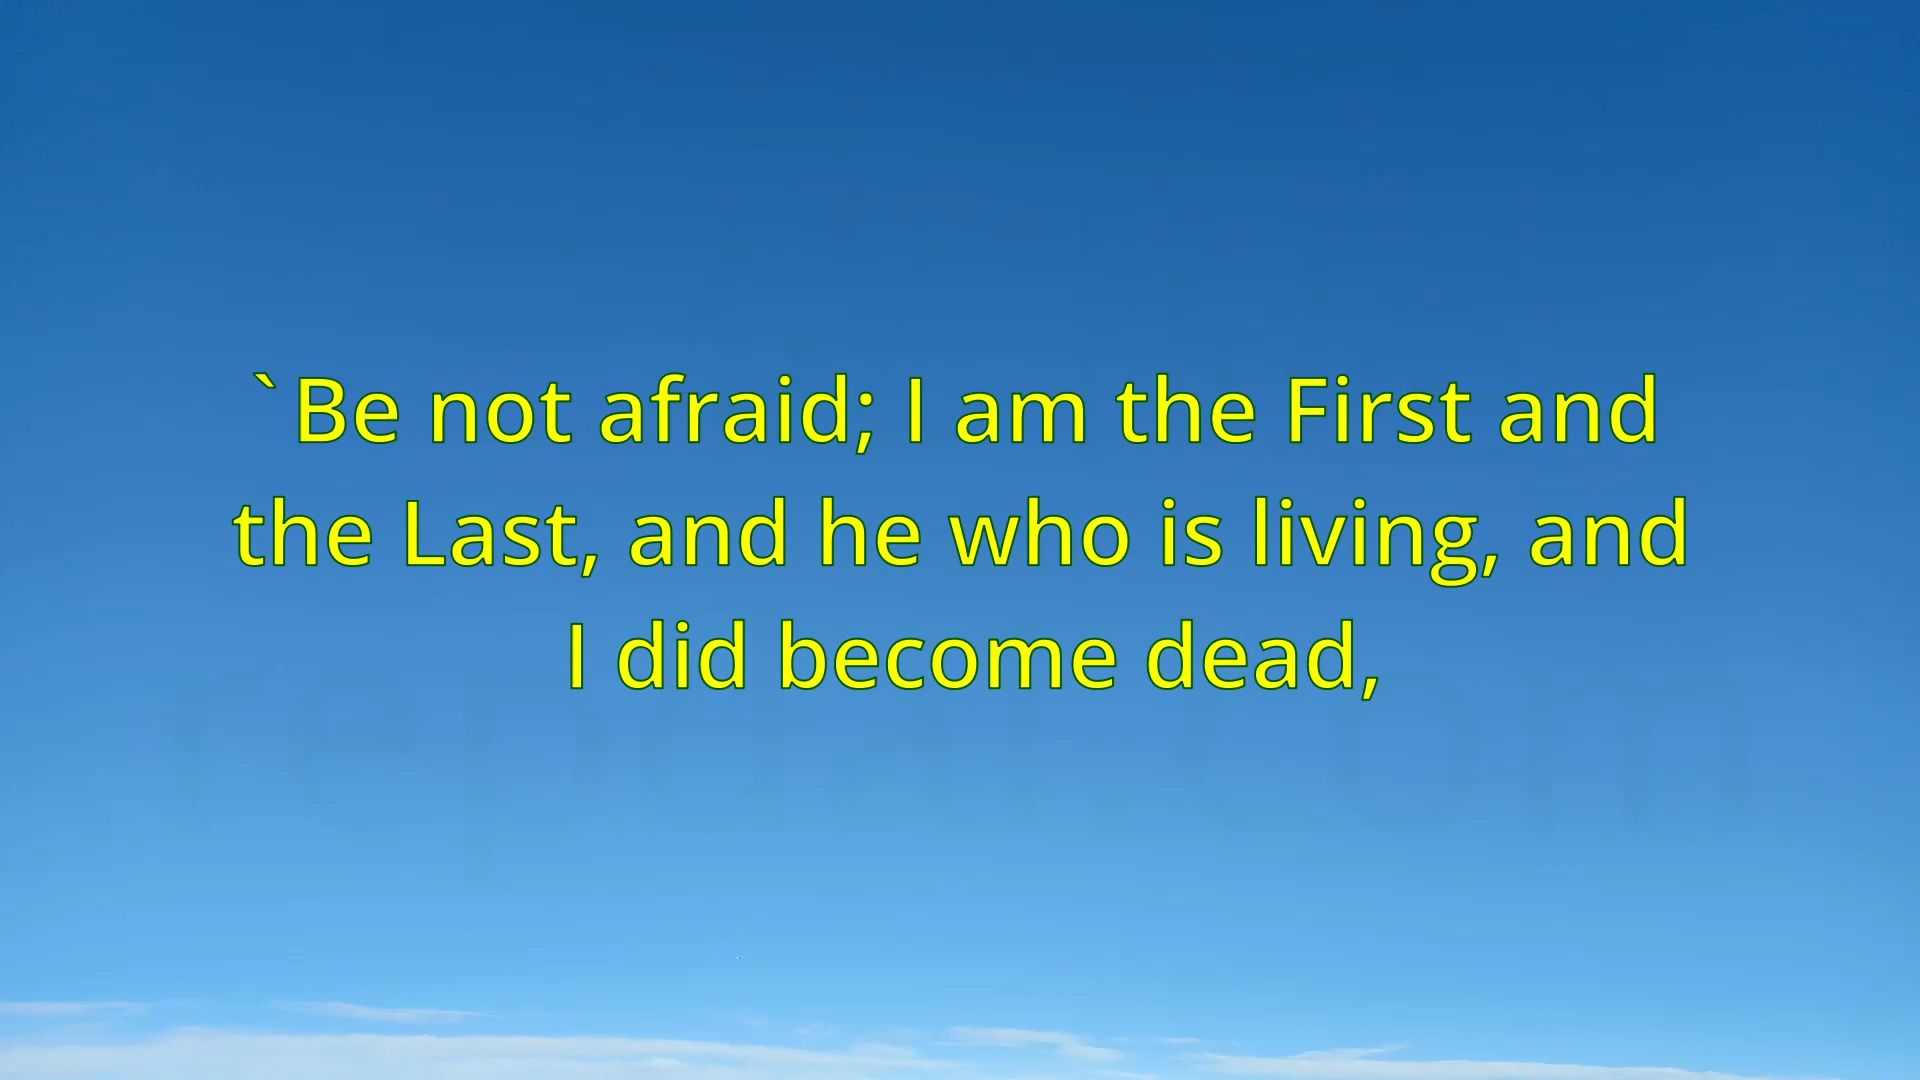 `Be not afraid; I am the First and
the Last, and he who is living, and
I did become dead,